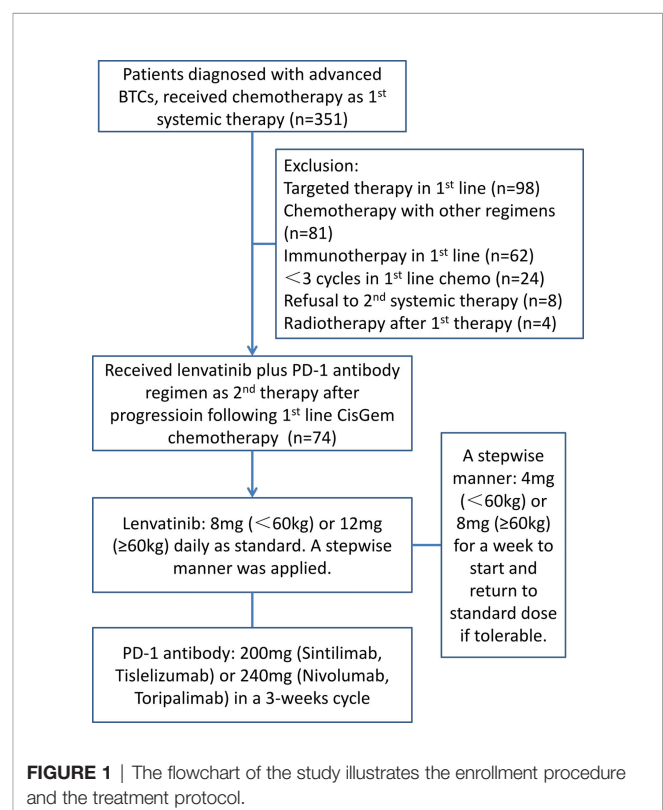 Patients diagnosed with advanced
BTCs, received chemotherapy as 1st
systemic therapy (n=351)
Exclusion:
Targeted therapy in 1st line (n=98)
Chemotherapy with other regimens
(n=81)
Immunotherpay in 1st line (n=62)
<3 cycles in 1st line chemo (n=24)
Refusal to 2nd systemic therapy (n=8)
Radiotherapy after 1st therapy (n=4)
Received lenvatinib plus PD-1 antibody
regimen as 2nd therapy after
progressioin following 1st line CisGem
chemotherapy (n=74)
A stepwise
manner: 4mg
(<60kg) or
8mg (≥60kg)
for a week to
start and
return to
standard dose
if tolerable.
Lenvatinib: 8mg (<60kg) or 12mg
(≥60kg) daily as standard. A stepwise
manner was applied.
PD-1 antibody: 200mg (Sintilimab,
Tislelizumab) or 240mg (Nivolumab,
Toripalimab) in a 3-weeks cycle
FIGURE 1 | The flowchart of the study illustrates the enrollment procedure
and the treatment protocol.